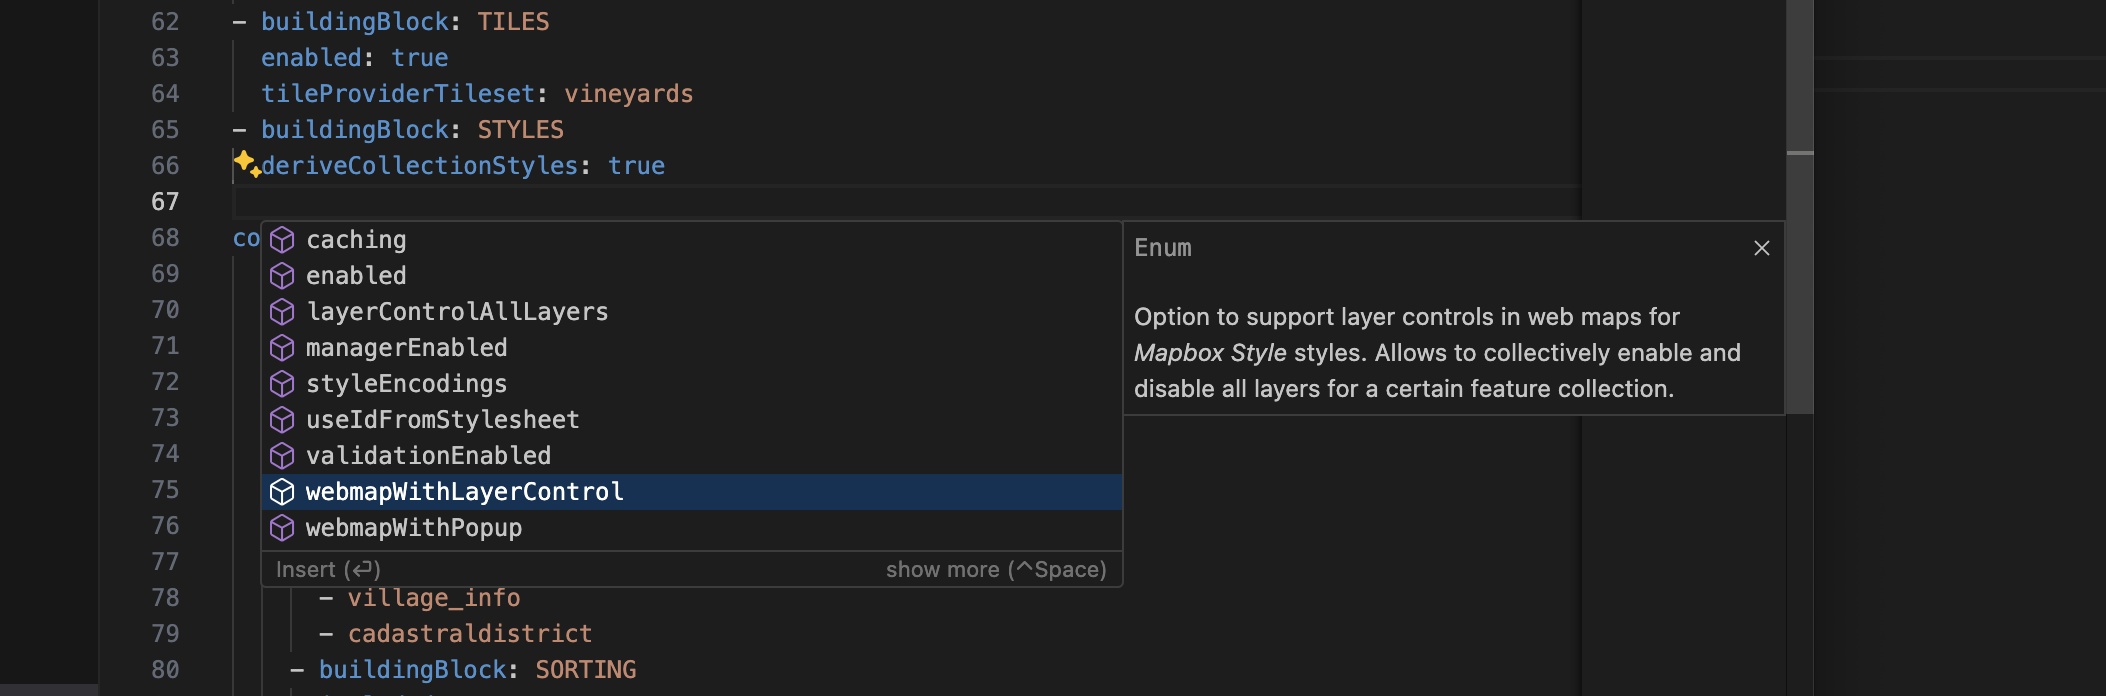 62 - buildingBlock: TILES
63 enabled: true
64 tileProviderTileset: vineyards
65 - buildingBlock: STYLES
66 deriveCollectionStyles: true
67
68 co
69
70
71
72
73
74
75
76
77
caching
enabled
layerControlAllLayers
managerEnabled
styleEncodings
useIdFromStylesheet
validationEnabled
webmapWithLayerControl
webmapWithPopup
Insert (⏎) show more (^Space)
Enum
Option to support layer controls in web maps for
Mapbox Style styles. Allows to collectively enable and
disable all layers for a certain feature collection.
78 - village_info
79 - cadastraldistrict
80 - buildingBlock: SORTING